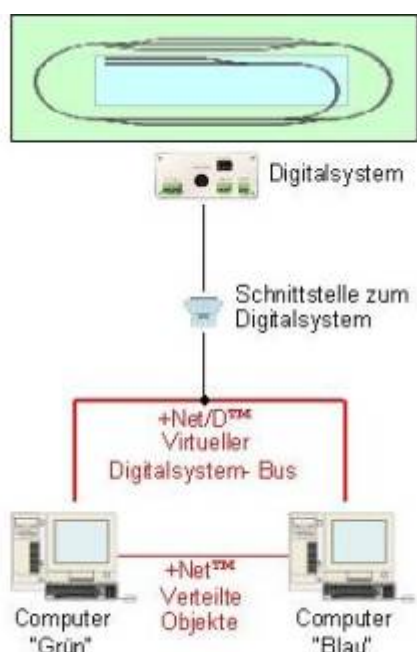 Digitalsystem
Schnittstelle zum
Digitalsystem
+Net/D™
Virtueller
Digitalsystem- Bus
+Net™
Verteilte
Objekte
Computer
"Grün"
Computer
"Blau"